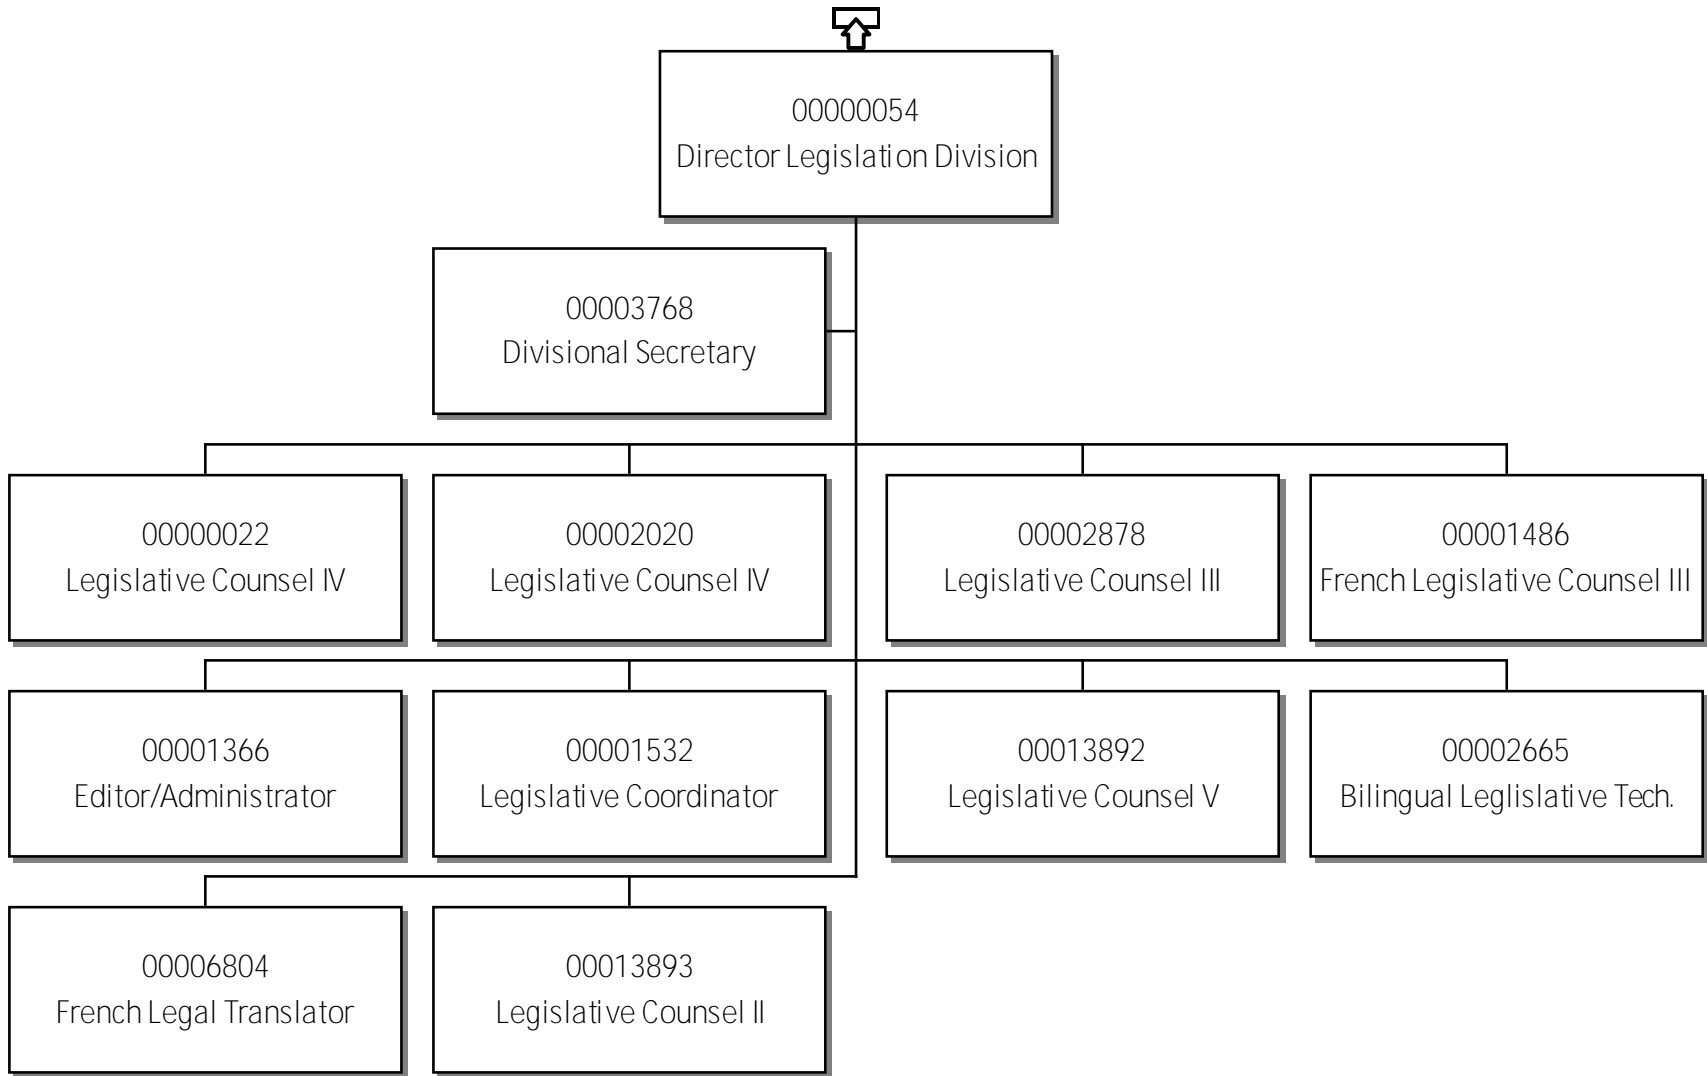 00000054
Director Legislation Division
00003768
Divisional Secretary
00000022
Legislative Counsel IV
00002020
Legislative Counsel IV
00002878
Legislative Counsel III
00001486
French Legislative Counsel III
00001366
Editor/Administrator
00001532
Legislative Coordinator
00013892
Legislative Counsel V
00002665
Bilingual Leglislative Tech.
00006804
French Legal Translator
00013893
Legislative Counsel II